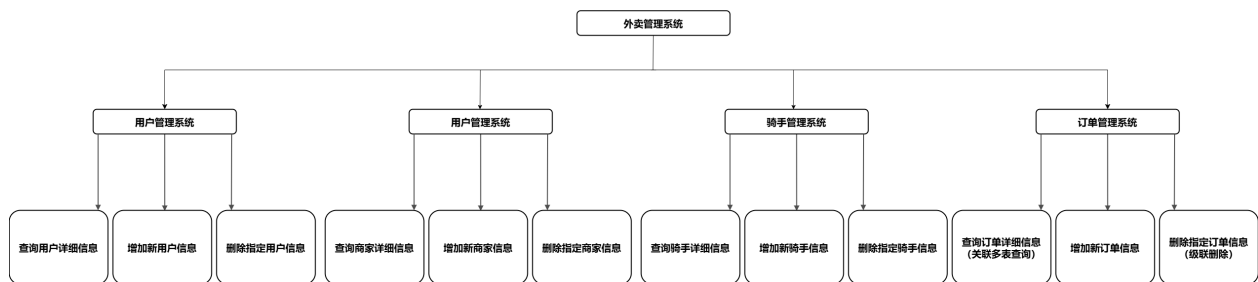 外卖管理系统
用户管理系统
用户管理系统
骑手管理系统
订单管理系统
查询用户详细信息
增加新用户信息
删除指定用户信息
查询商家详细信息
增加新商家信息
删除指定商家信息
查询骑手详细信息
增加新骑手信息
删除指定骑手信息
查询订单详细信息
（关联多表查询）
增加新订单信息
删除指定订单信息
（级联删除）